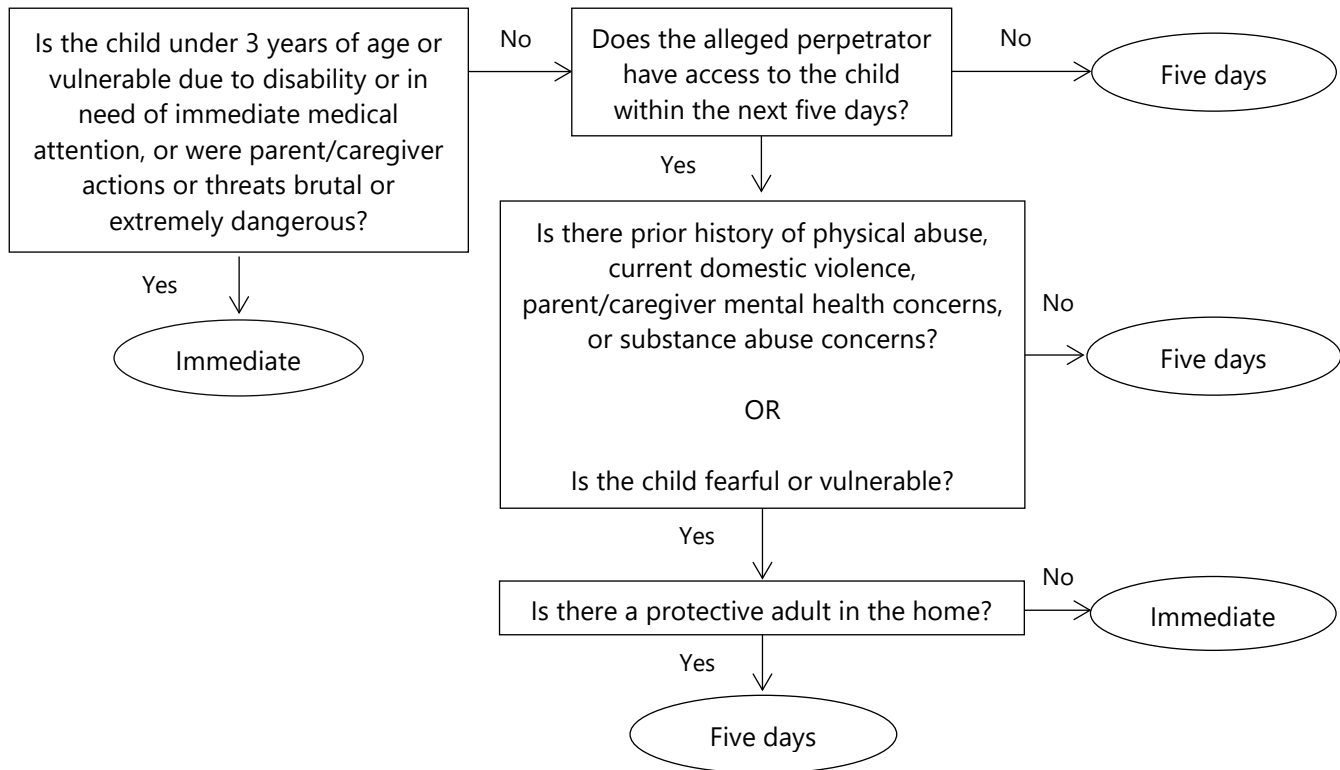 Is the child under 3 years of age or
vulnerable due to disability or in
need of immediate medical
attention, or were parent/caregiver
actions or threats brutal or
extremely dangerous?
No
Does the alleged perpetrator
have access to the child
within the next five days?
No
Five days
Yes
Immediate
Yes
Is there prior history of physical abuse,
current domestic violence,
parent/caregiver mental health concerns,
or substance abuse concerns?
OR
Is the child fearful or vulnerable?
No
Five days
Yes
Is there a protective adult in the home?
No
Immediate
Yes
Five days